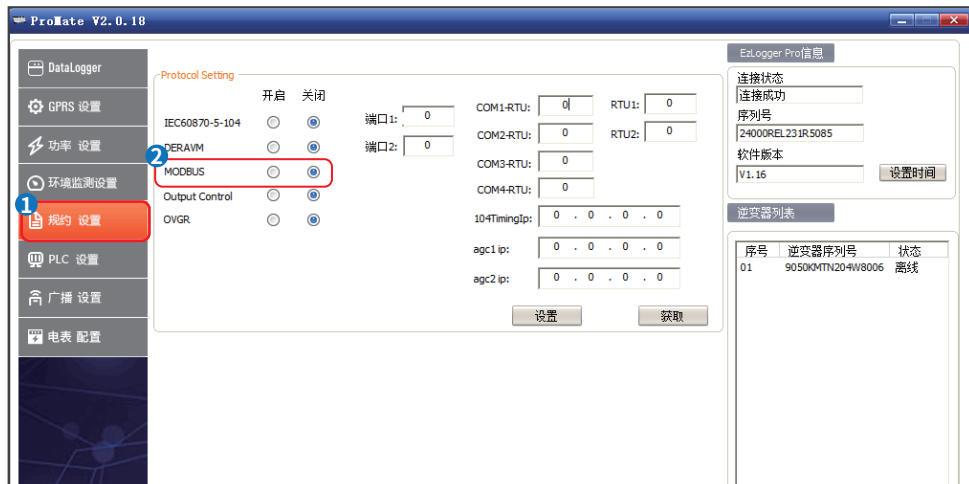 ProMate V2.0.18
DataLogger
GPRS 设置
功率 设置
环境监测设置
1
规约 设置
PLC 设置
广播 设置
电表 配置
Protocol Setting
开启 关闭
IEC60870-5-104
DERAVM
2
MODBUS
Output Control
OVGR
端口1: 0
端口2: 0
COM1-RTU: 0 RTU1: 0
COM2-RTU: 0 RTU2: 0
COM3-RTU: 0
COM4-RTU: 0
104TimingIp: 0 . 0 . 0 . 0
agc1 ip: 0 . 0 . 0 . 0
agc2 ip: 0 . 0 . 0 . 0
设置 获取
EzLogger Pro信息
连接状态
连接成功
序列号
24000REL231R5085
软件版本
V1.16 设置时间
逆变器列表
序号 逆变器序列号 状态
01 9050KMTN204W8006 离线